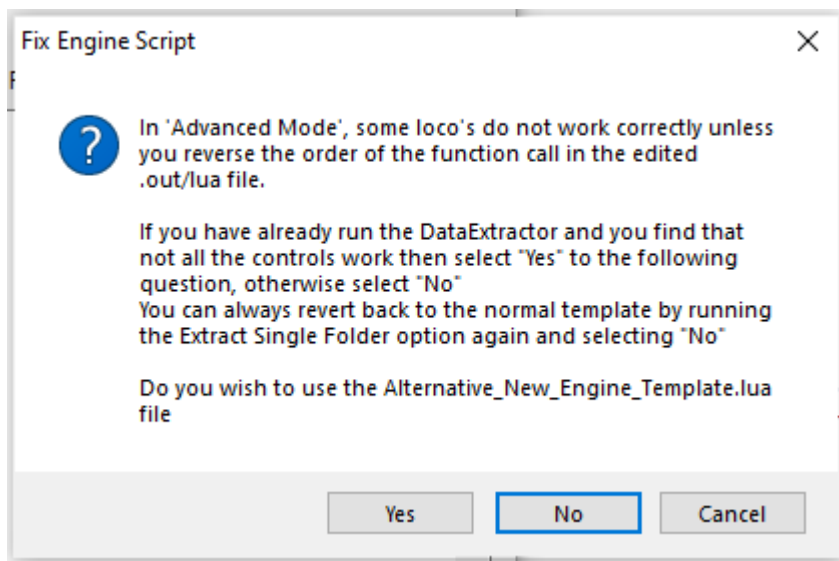 Fix Engine Script
In 'Advanced Mode', some loco's do not work correctly unless
you reverse the order of the function call in the edited
.out/lua file.
If you have already run the DataExtractor and you find that
not all the controls work then select "Yes" to the following
question, otherwise select "No"
You can always revert back to the normal template by running
the Extract Single Folder option again and selecting "No"
Do you wish to use the Alternative_New_Engine_Template.lua
file
Yes
No
Cancel